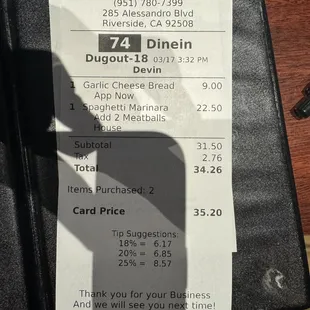 (951) 780-7399
285 Alessandro Blvd
Riverside, CA 92508
74 Dinein
Dugout-18 03/17 3:32 PM
Devin
1 Garlic Cheese Bread 9.00
App Now
1 Spaghetti Marinara 22.50
Add 2 Meatballs
House
Subtotal 31.50
Tax 2.76
Total 34.26
Items Purchased: 2
Card Price 35.20
Tip Suggestions:
18% = 6.17
20% = 6.85
25% = 8.57
Thank you for your Business
And we will see you next time!